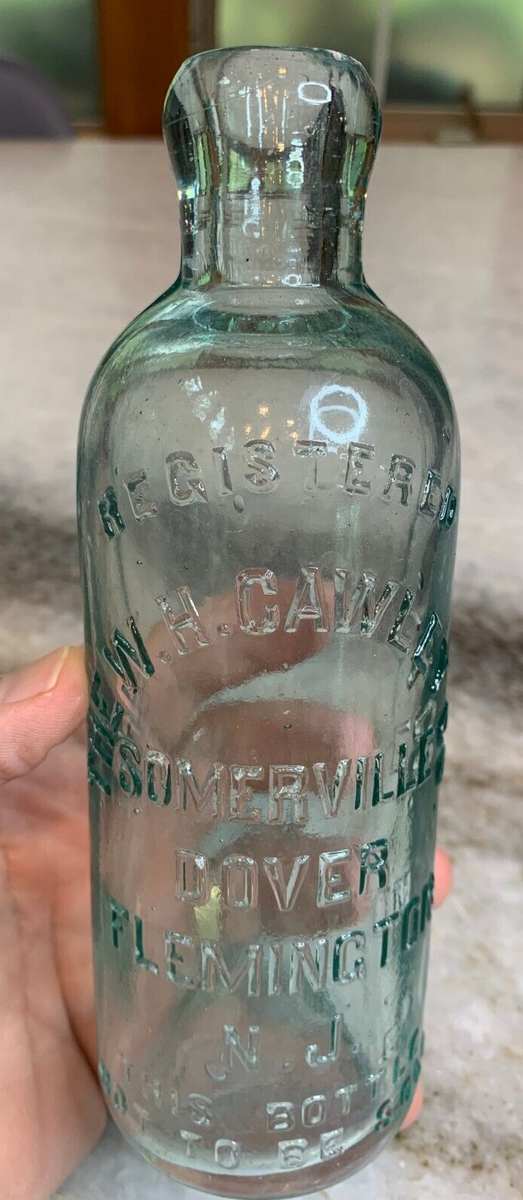 REGISTERED
W.H.CAWLEY
SOMERVILLE
DOVER
FLEMINGTON
N.J.
THIS BOTTLE
NOT TO BE